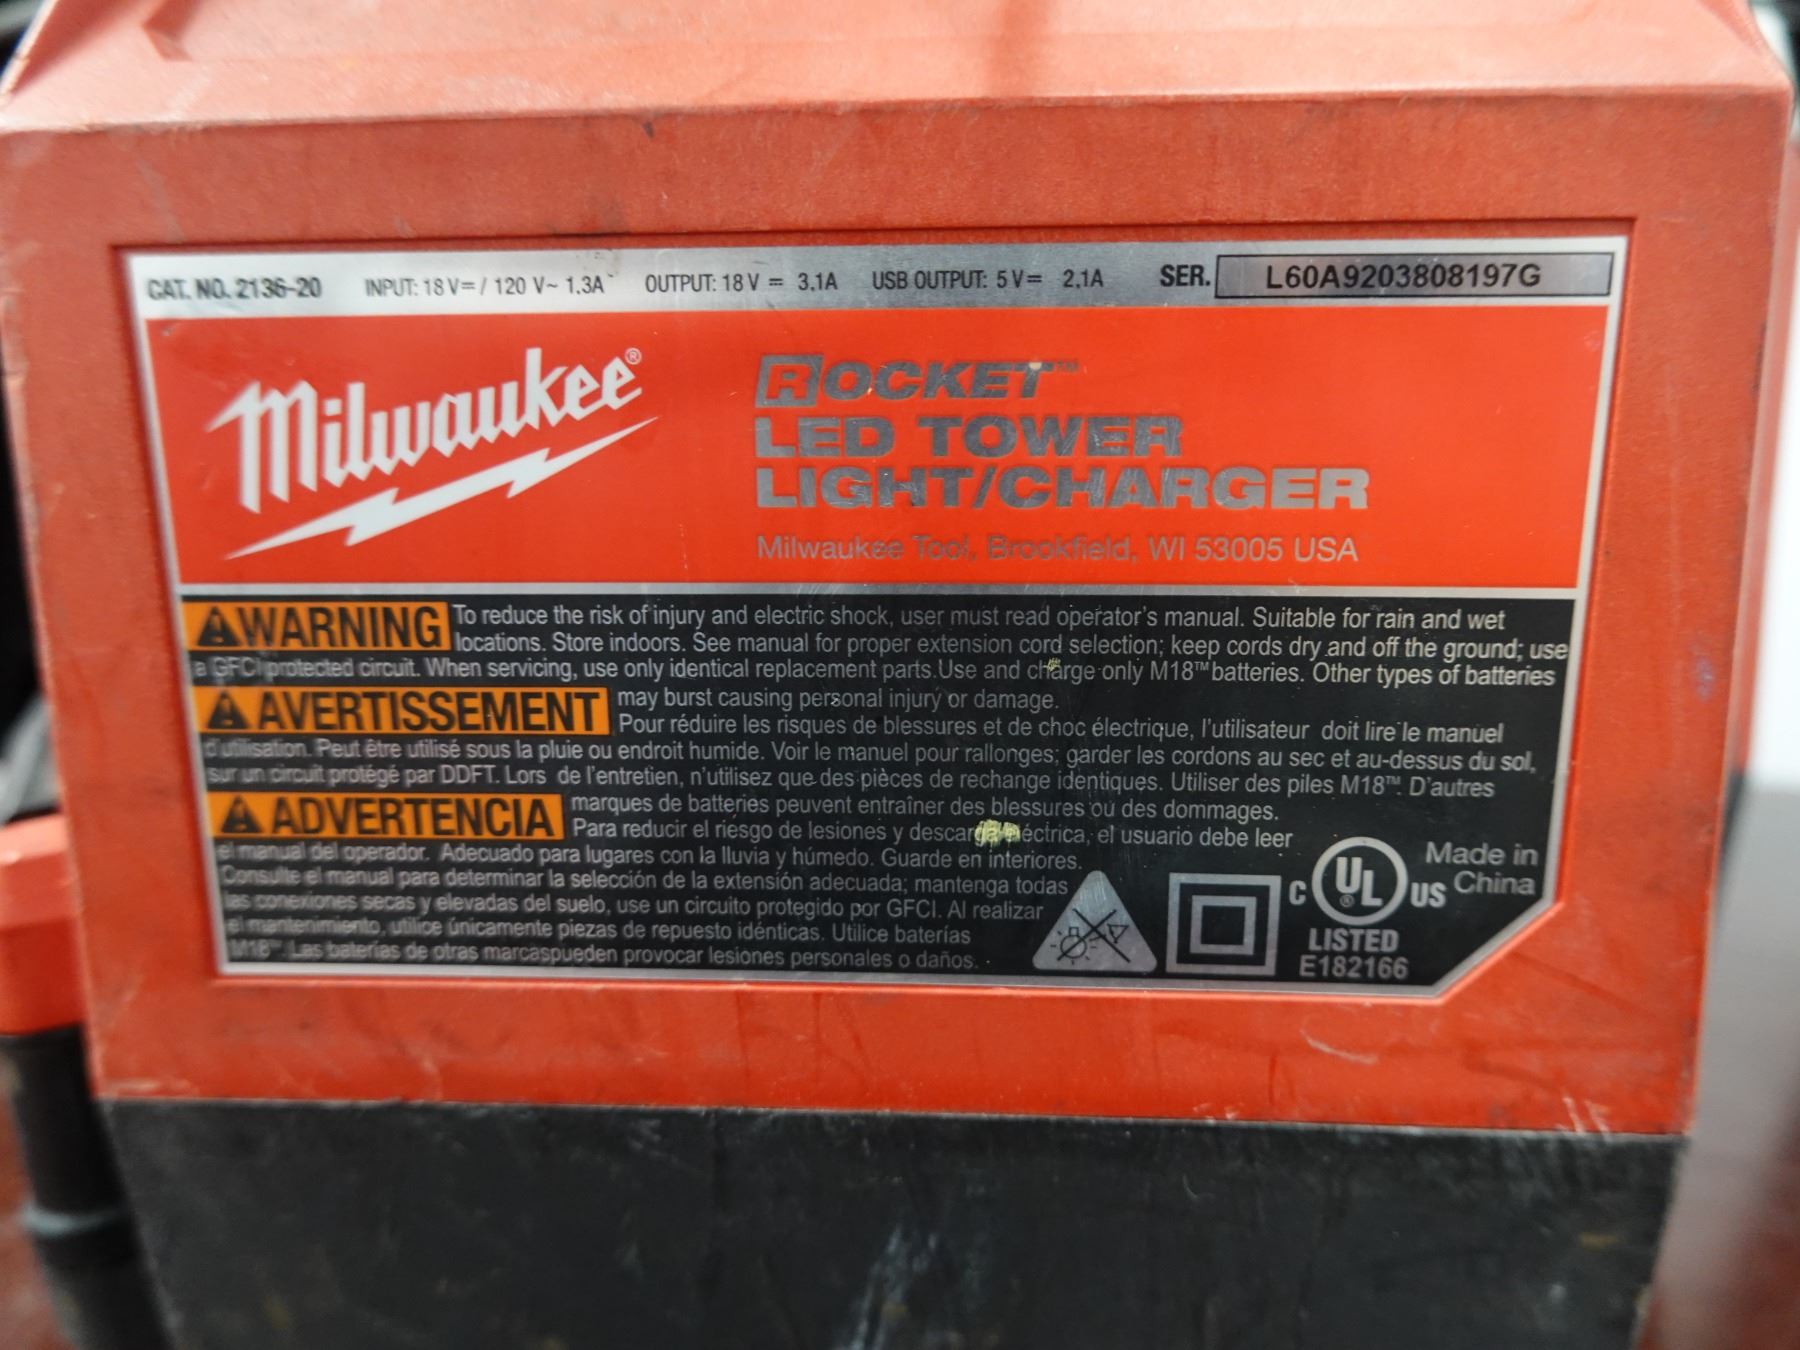 CAT. NO. 2136-20 INPUT: 18 V⎓ / 120 V~ 1.3A OUTPUT: 18 V ⎓ 3.1A USB OUTPUT: 5 V⎓ 2.1A SER. L60A9203808197G
Milwaukee®
ROCKET™
LED TOWER
LIGHT/CHARGER
Milwaukee Tool, Brookfield, WI 53005 USA
⚠WARNING To reduce the risk of injury and electric shock, user must read operator's manual. Suitable for rain and wet
locations. Store indoors. See manual for proper extension cord selection; keep cords dry and off the ground; use
a GFCI protected circuit. When servicing, use only identical replacement parts.Use and charge only M18™ batteries. Other types of batteries
may burst causing personal injury or damage.
⚠AVERTISSEMENT Pour réduire les risques de blessures et de choc électrique, l'utilisateur doit lire le manuel
d'utilisation. Peut être utilisé sous la pluie ou endroit humide. Voir le manuel pour rallonges; garder les cordons au sec et au-dessus du sol,
sur un circuit protégé par DDFT. Lors de l'entretien, n'utilisez que des pièces de rechange identiques. Utiliser des piles M18™. D'autres
marques de batteries peuvent entraîner des blessures ou des dommages.
⚠ADVERTENCIA Para reducir el riesgo de lesiones y descarga eléctrica, el usuario debe leer
el manual del operador. Adecuado para lugares con la lluvia y húmedo. Guarde en interiores.
Consulte el manual para determinar la selección de la extensión adecuada; mantenga todas
las conexiones secas y elevadas del suelo, use un circuito protegido por GFCI. Al realizar
el mantenimiento, utilice únicamente piezas de repuesto idénticas. Utilice baterías
M18™. Las baterías de otras marcaspueden provocar lesiones personales o daños.
C UL® US
LISTED
E182166
Made in
China